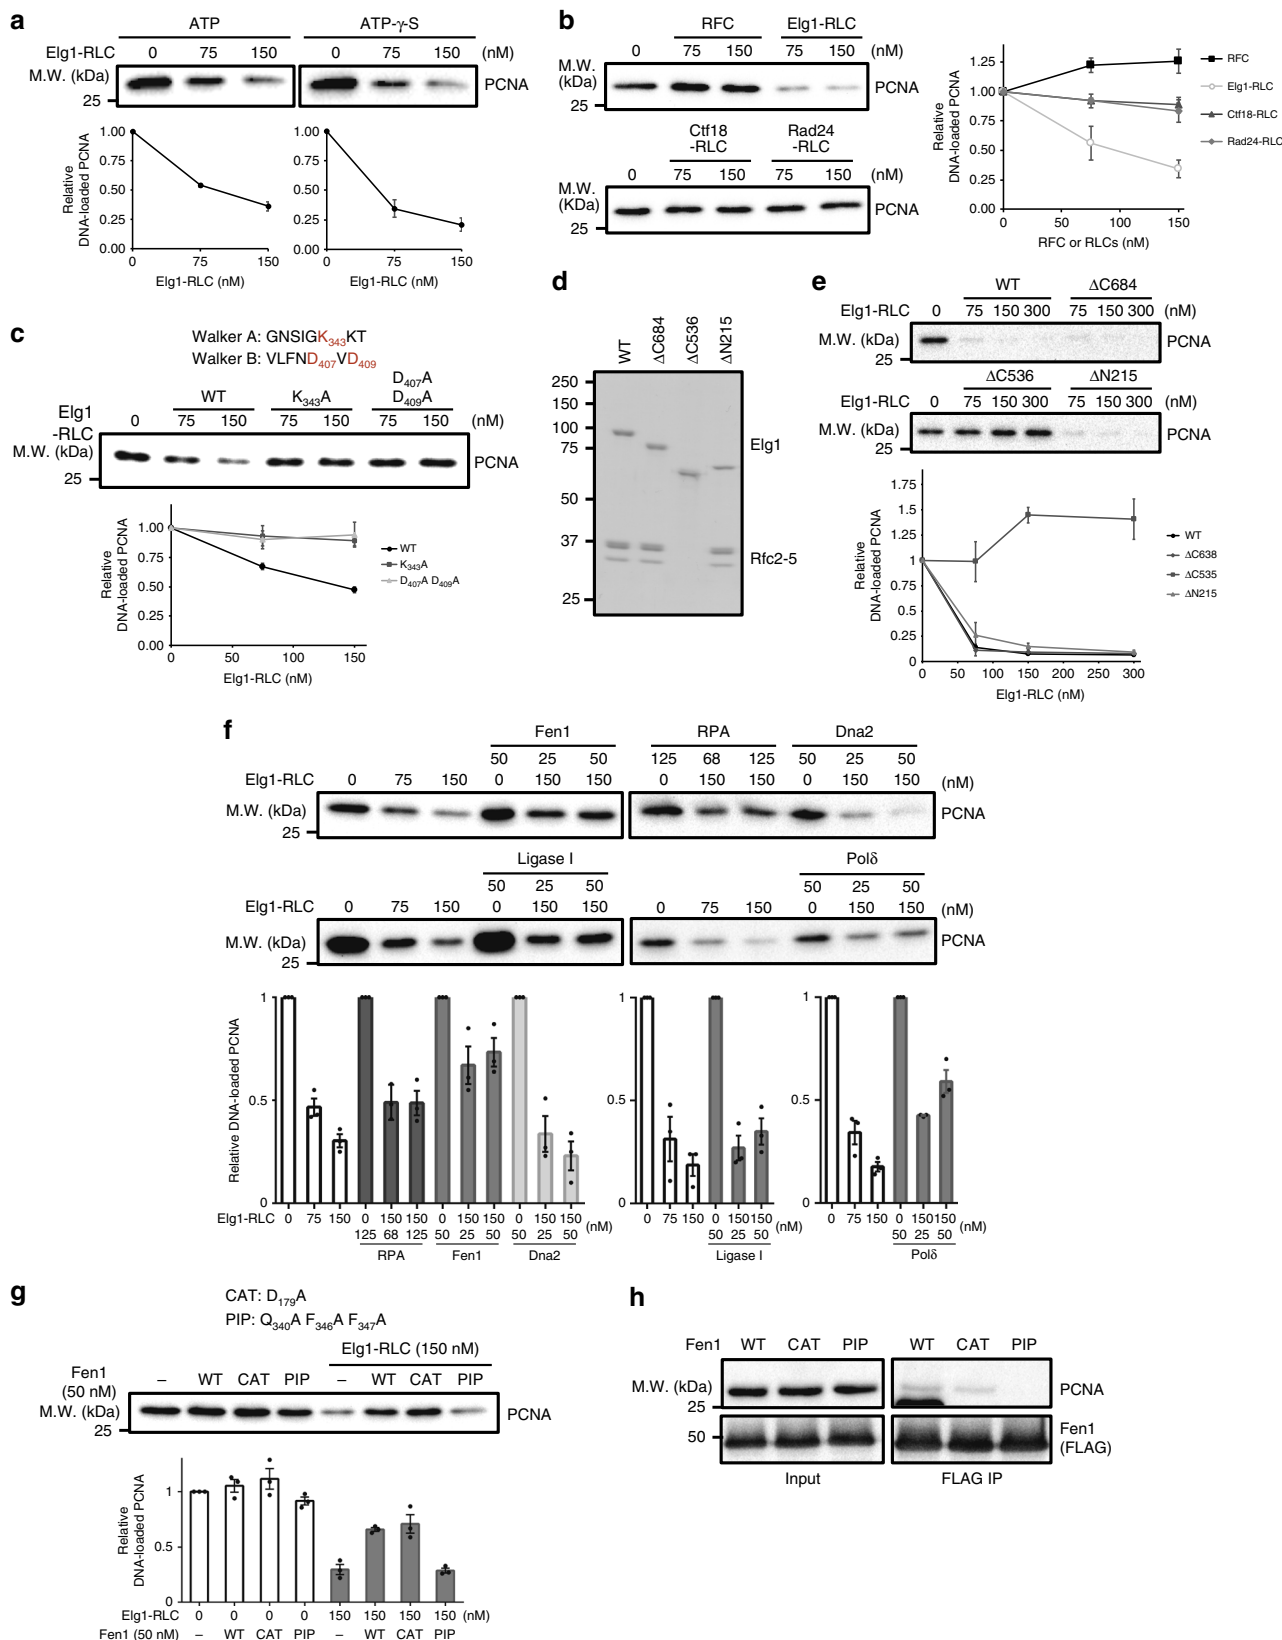 a
ATP
ATP-γ-S
Elg1-RLC 0 75 150 0 75 150 (nM)
M.W. (kDa)
25
PCNA
Relative
DNA-loaded PCNA
1.00
0.75
0.50
0.25
0.00
0 75 150
Elg1-RLC (nM)
1.00
0.75
0.50
0.25
0.00
0 75 150
Elg1-RLC (nM)
b
RFC
Elg1-RLC
0 75 150 75 150 (nM)
M.W.
(kDa)
25
PCNA
Ctf18
-RLC
Rad24
-RLC
0 75 150 75 150 (nM)
M.W.
(KDa)
25
PCNA
Relative
DNA-loaded PCNA
1.25
1.00
0.75
0.50
0.25
0.00
0 50 100 150
RFC or RLCs (nM)
RFC
Elg1-RLC
Ctf18-RLC
Rad24-RLC
c
Walker A: GNSIGK343KT
Walker B: VLFND407VD409
Elg1
-RLC
WT
K343A
D407A
D409A
0 75 150 75 150 75 150 (nM)
M.W. (kDa)
25
PCNA
Relative
DNA-loaded PCNA
1.00
0.75
0.50
0.25
0.00
0 50 100 150
Elg1-RLC (nM)
WT
K343A
D407A D409A
d
WT
ΔC684
ΔC536
ΔN215
250
150
100
75
50
37
25
Elg1
Rfc2-5
e
WT
ΔC684
Elg1-RLC 0 75 150 300 75 150 300 (nM)
M.W. (kDa)
25
PCNA
ΔC536
ΔN215
Elg1-RLC 0 75 150 300 75 150 300 (nM)
M.W. (kDa)
25
PCNA
Relative
DNA-loaded PCNA
1.75
1.5
1.25
1
0.75
0.5
0.25
0
0 50 100 150 200 250 300
Elg1-RLC (nM)
WT
ΔC638
ΔC535
ΔN215
f
Fen1
RPA
Dna2
50 25 50 125 68 125 50 25 50
Elg1-RLC 0 75 150 0 150 150 0 150 150 0 150 150 (nM)
M.W. (kDa)
25
PCNA
Ligase I
Polδ
50 25 50 50 25 50
Elg1-RLC 0 75 150 0 150 150 0 75 150 0 150 150 (nM)
M.W. (kDa)
25
PCNA
Relative DNA-loaded PCNA
1
0.5
0
Elg1-RLC 0 75 150 0 150 150 0 150 150 0 150 150 (nM)
125 68 125 50 25 50 50 25 50
RPA Fen1 Dna2
1
0.5
0
0 75 150 0 150 150 (nM)
50 25 50
Ligase I
1
0.5
0
0 75 150 0 150 150 (nM)
50 25 50
Polδ
g
CAT: D179A
PIP: Q340A F346A F347A
Elg1-RLC (150 nM)
Fen1
(50 nM)
– WT CAT PIP – WT CAT PIP
M.W. (kDa)
25
PCNA
Relative
DNA-loaded PCNA
1
0.5
0
Elg1-RLC 0 0 0 0 150 150 150 150 (nM)
Fen1 (50 nM) – WT CAT PIP – WT CAT PIP
h
Fen1 WT CAT PIP WT CAT PIP
M.W. (kDa)
25
PCNA
50
Fen1
(FLAG)
Input
FLAG IP